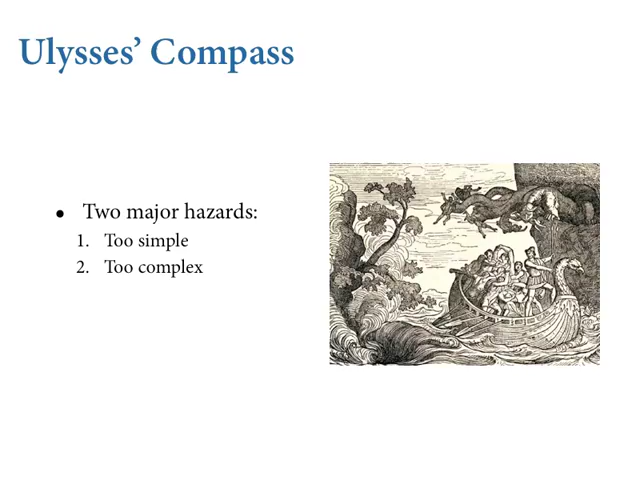 Ulysses’ Compass
• Two major hazards:
1. Too simple
2. Too complex